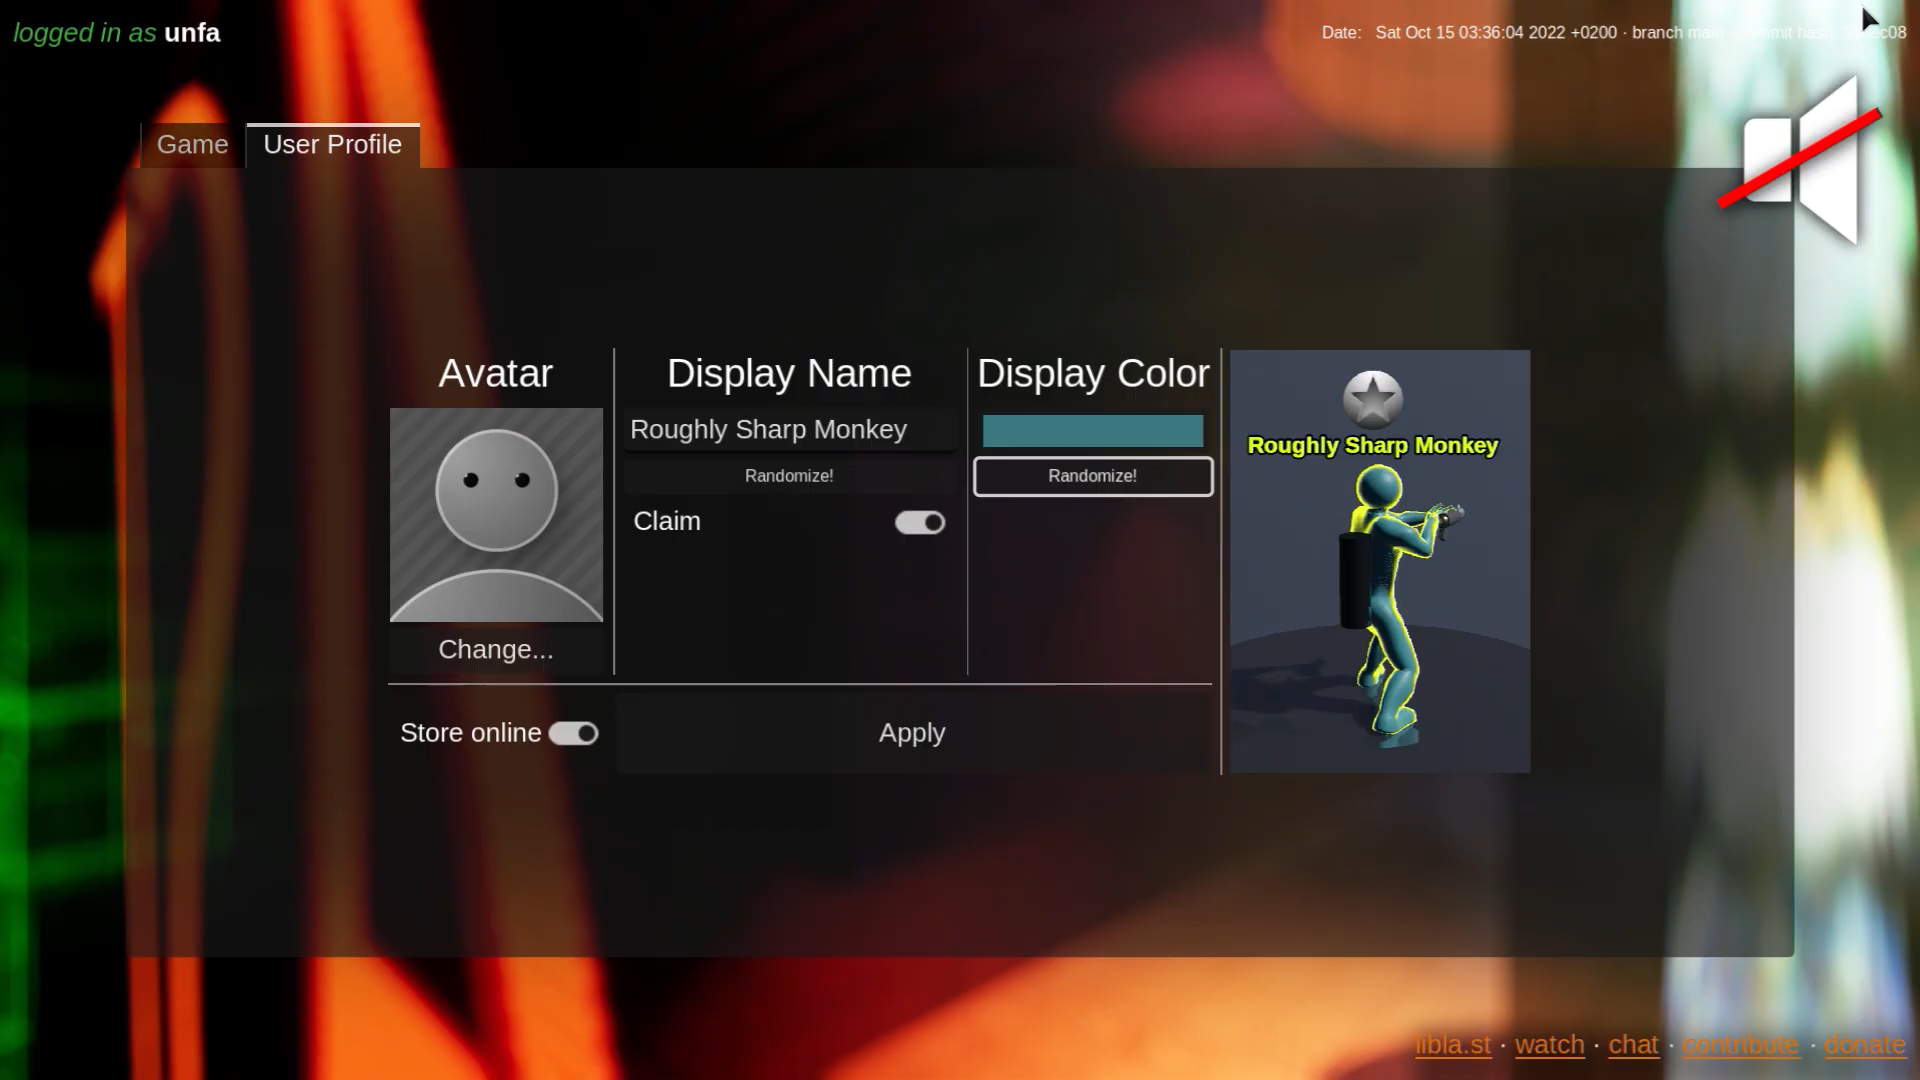 logged in as unfa
Date: Sat Oct 15 03:36:04 2022 +0200 · branch
Game
User Profile
Avatar
Display Name
Display Color
Roughly Sharp Monkey
Roughly Sharp Monkey
Randomize!
Randomize!
Claim
Change...
Store online
Apply
libla.st · watch · chat · contribute · donate